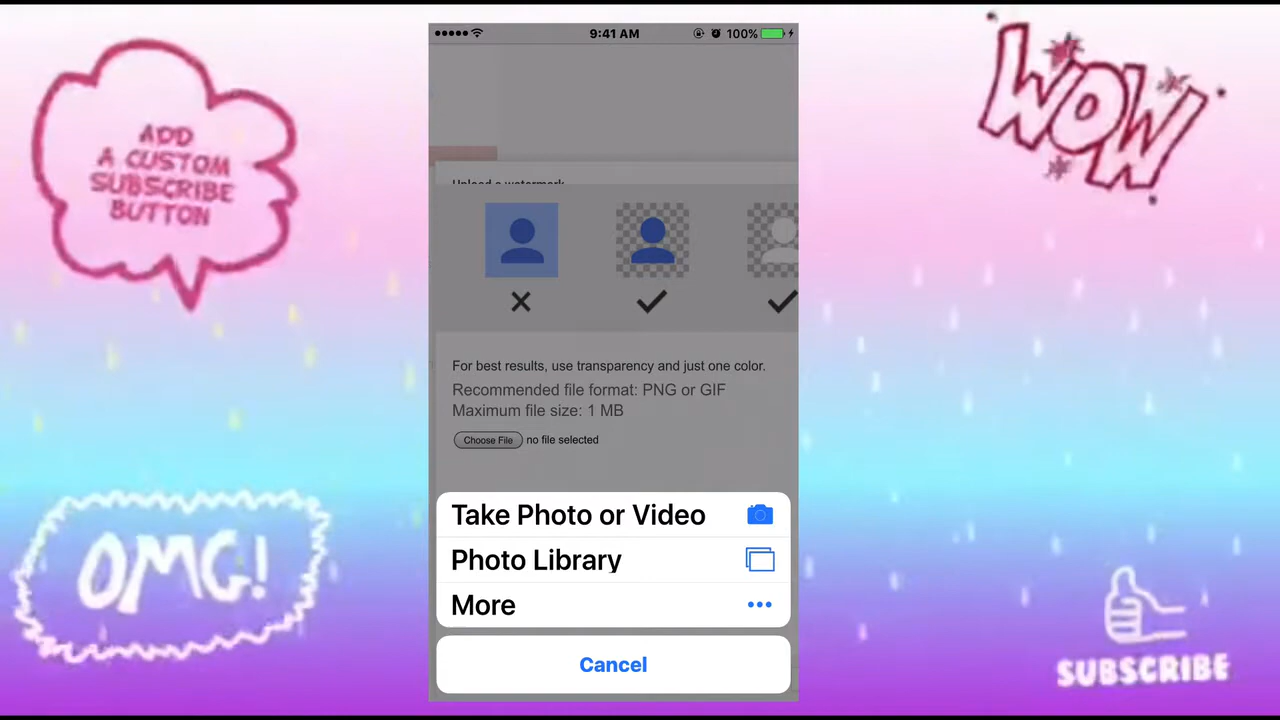 ADD
A CUSTOM
SUBSCRIBE
BUTTON
WOW
9:41 AM
100%
Upload a watermark
For best results, use transparency and just one color.
Recommended file format: PNG or GIF
Maximum file size: 1 MB
Choose File no file selected
Take Photo or Video
Photo Library
More
Cancel
OMG!
SUBSCRIBE